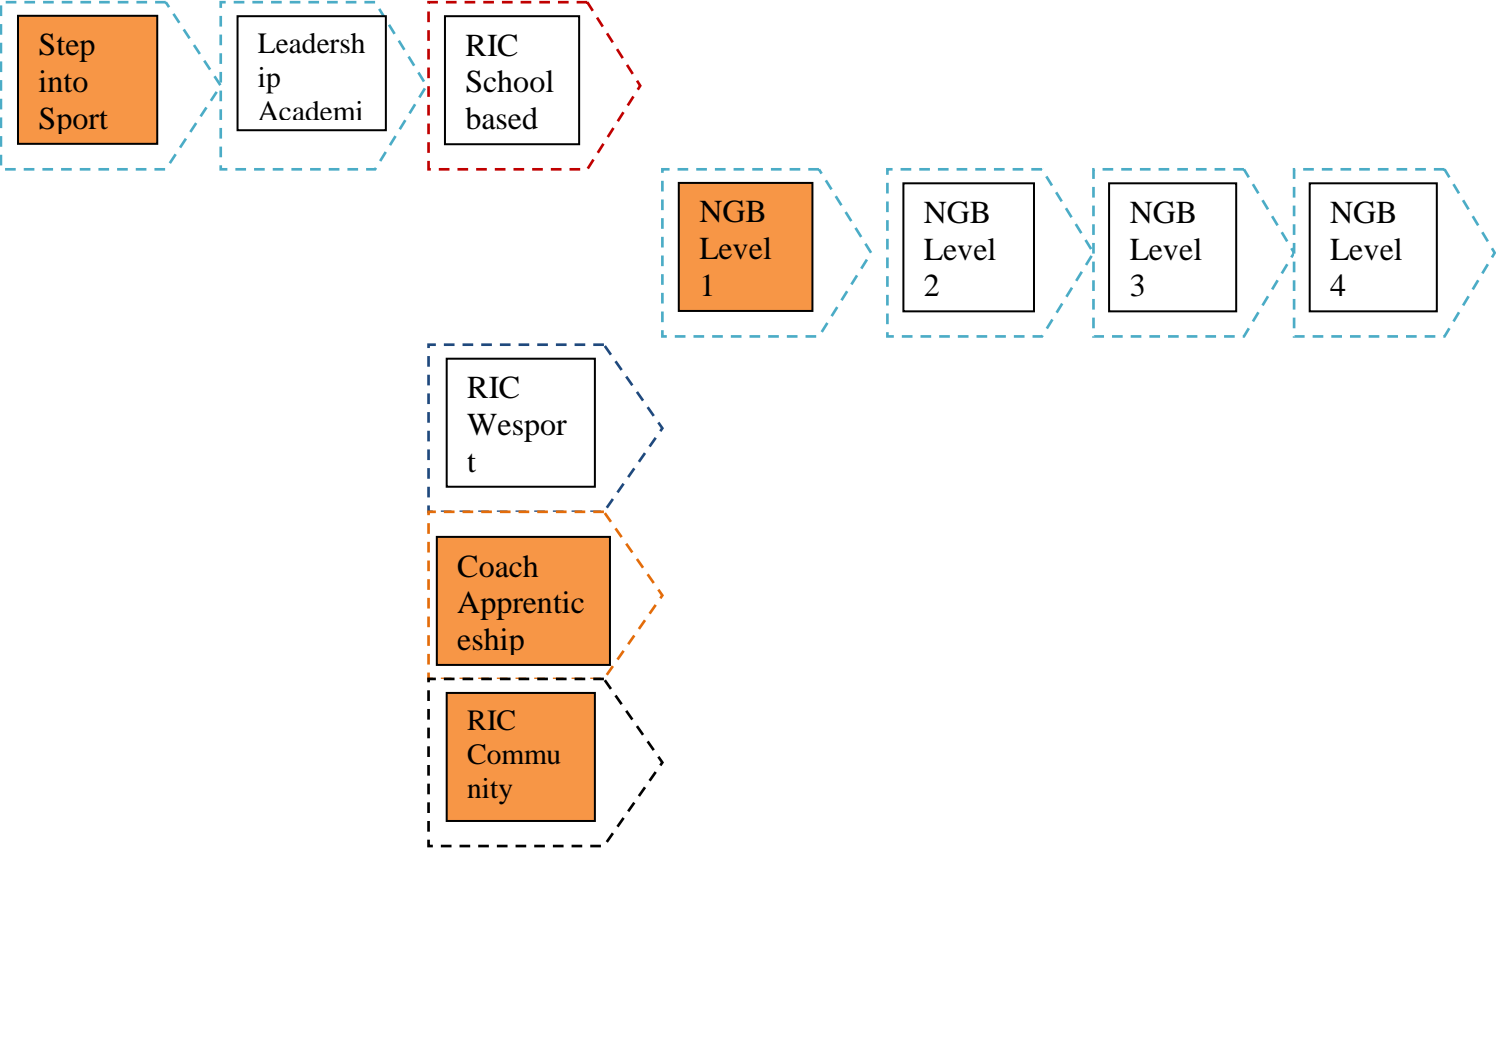 Step
into
Sport
Leadersh
ip
Academi
RIC
School
based
NGB
Level
1
NGB
Level
2
NGB
Level
3
NGB
Level
4
RIC
Wespor
t
Coach
Apprentic
eship
RIC
Commu
nity